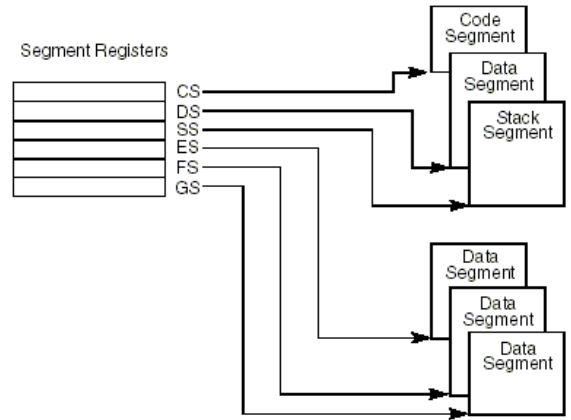 Segment Registers
CS
DS
SS
ES
FS
GS
Code
Segment
Data
Segment
Stack
Segment
Data
Segment
Data
Segment
Data
Segment